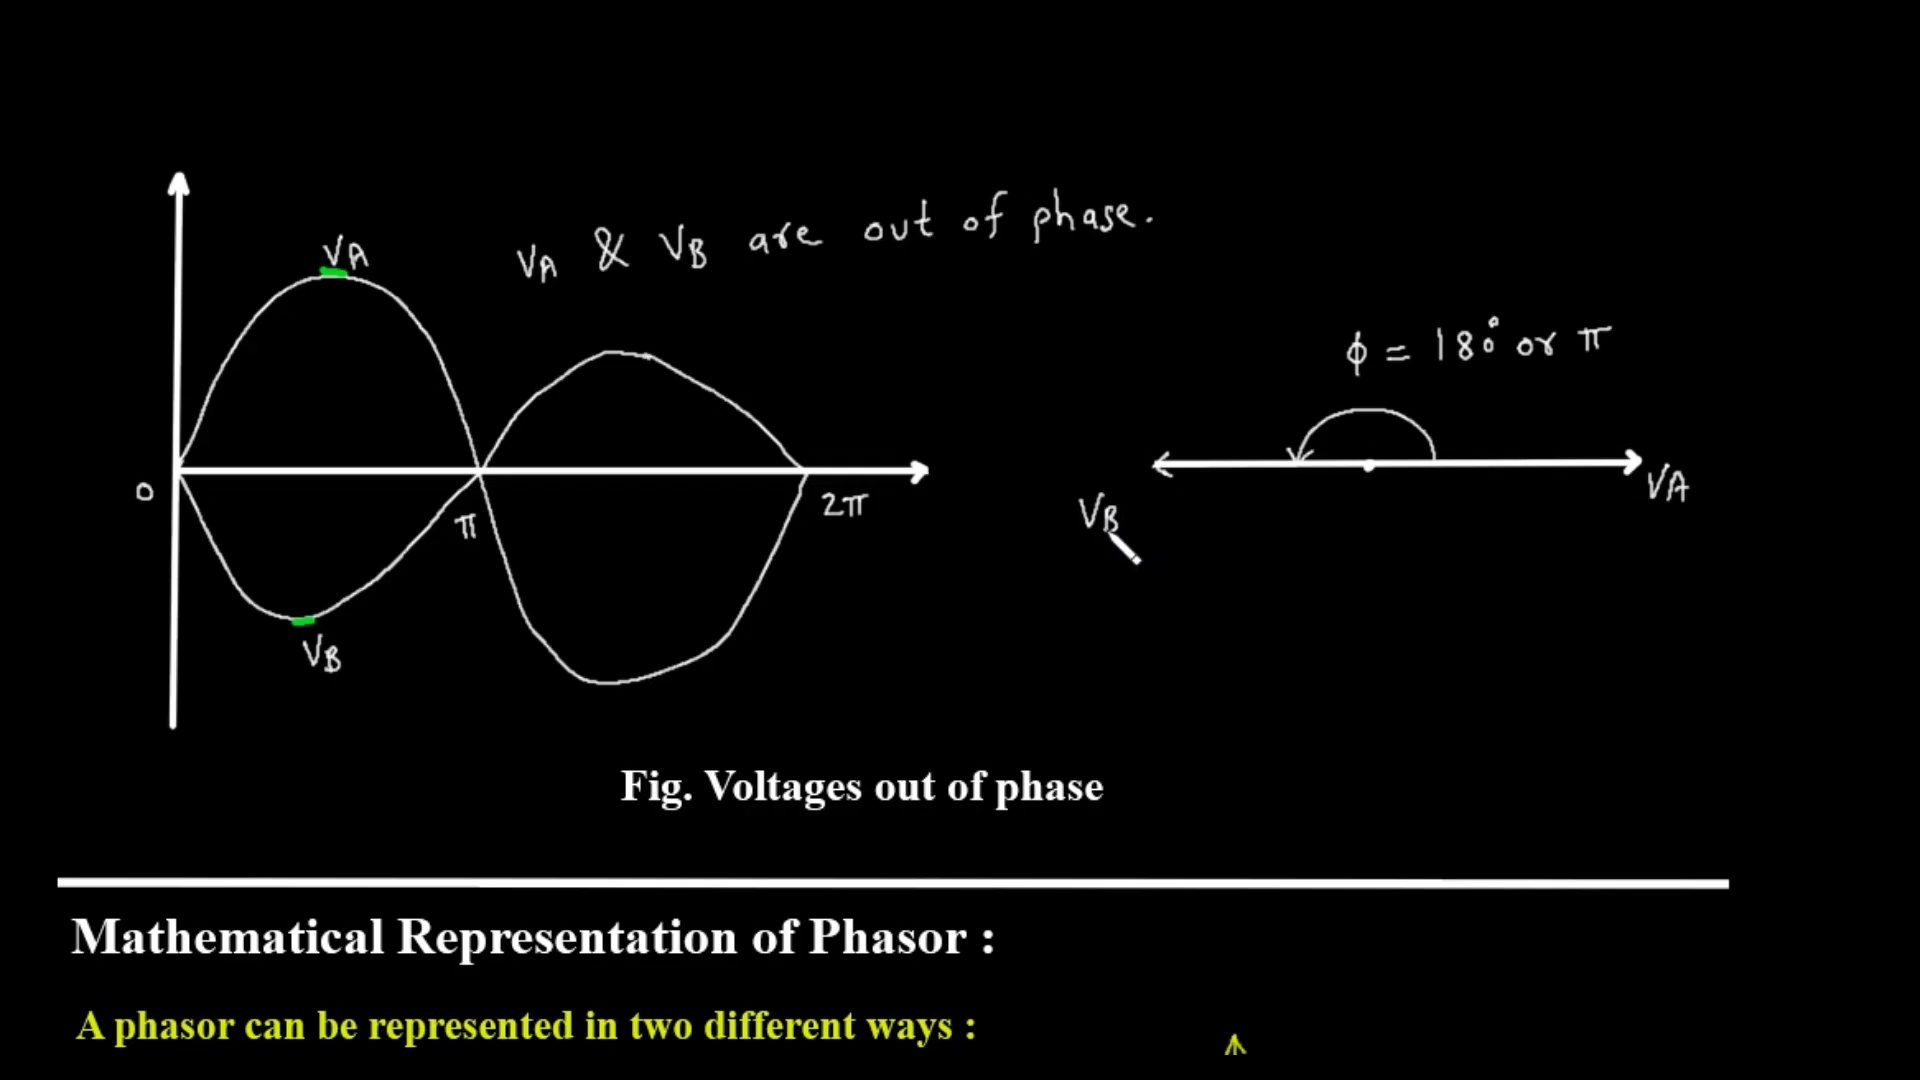 VA
VA & VB are out of phase.
ϕ = 180° or π
0
π
2π
VB
VA
VB
Fig. Voltages out of phase
Mathematical Representation of Phasor :
A phasor can be represented in two different ways :